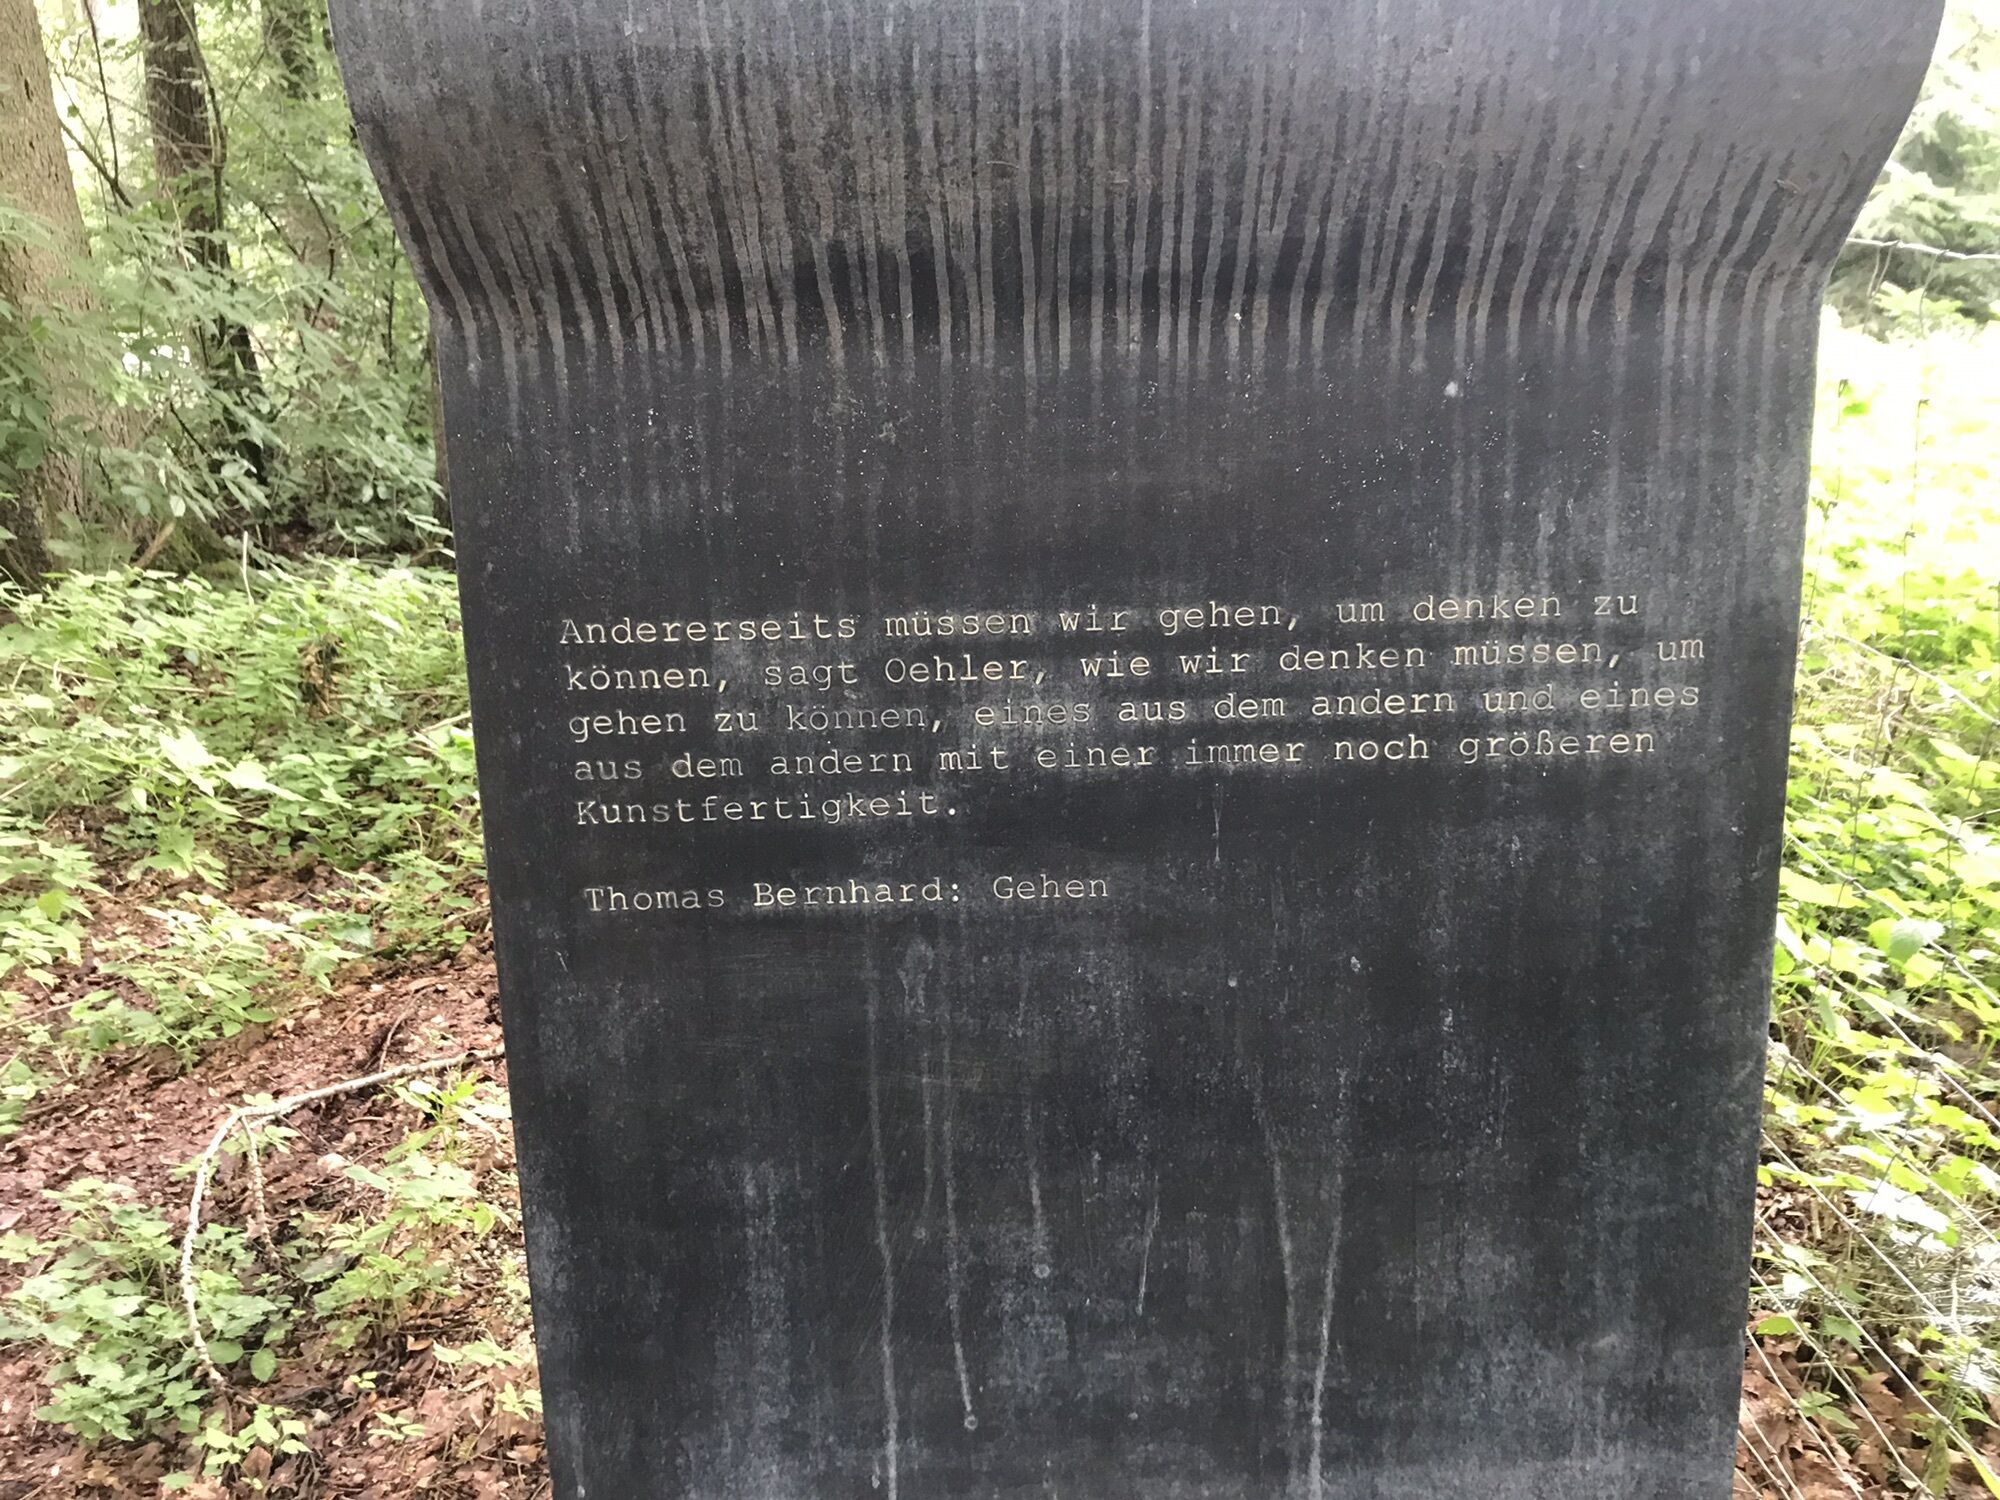 Andererseits müssen wir gehen, um denken zu
können, sagt Oehler, wie wir denken müssen, um
gehen zu können, eines aus dem andern und eines
aus dem andern mit einer immer noch größeren
Kunstfertigkeit.
Thomas Bernhard: Gehen